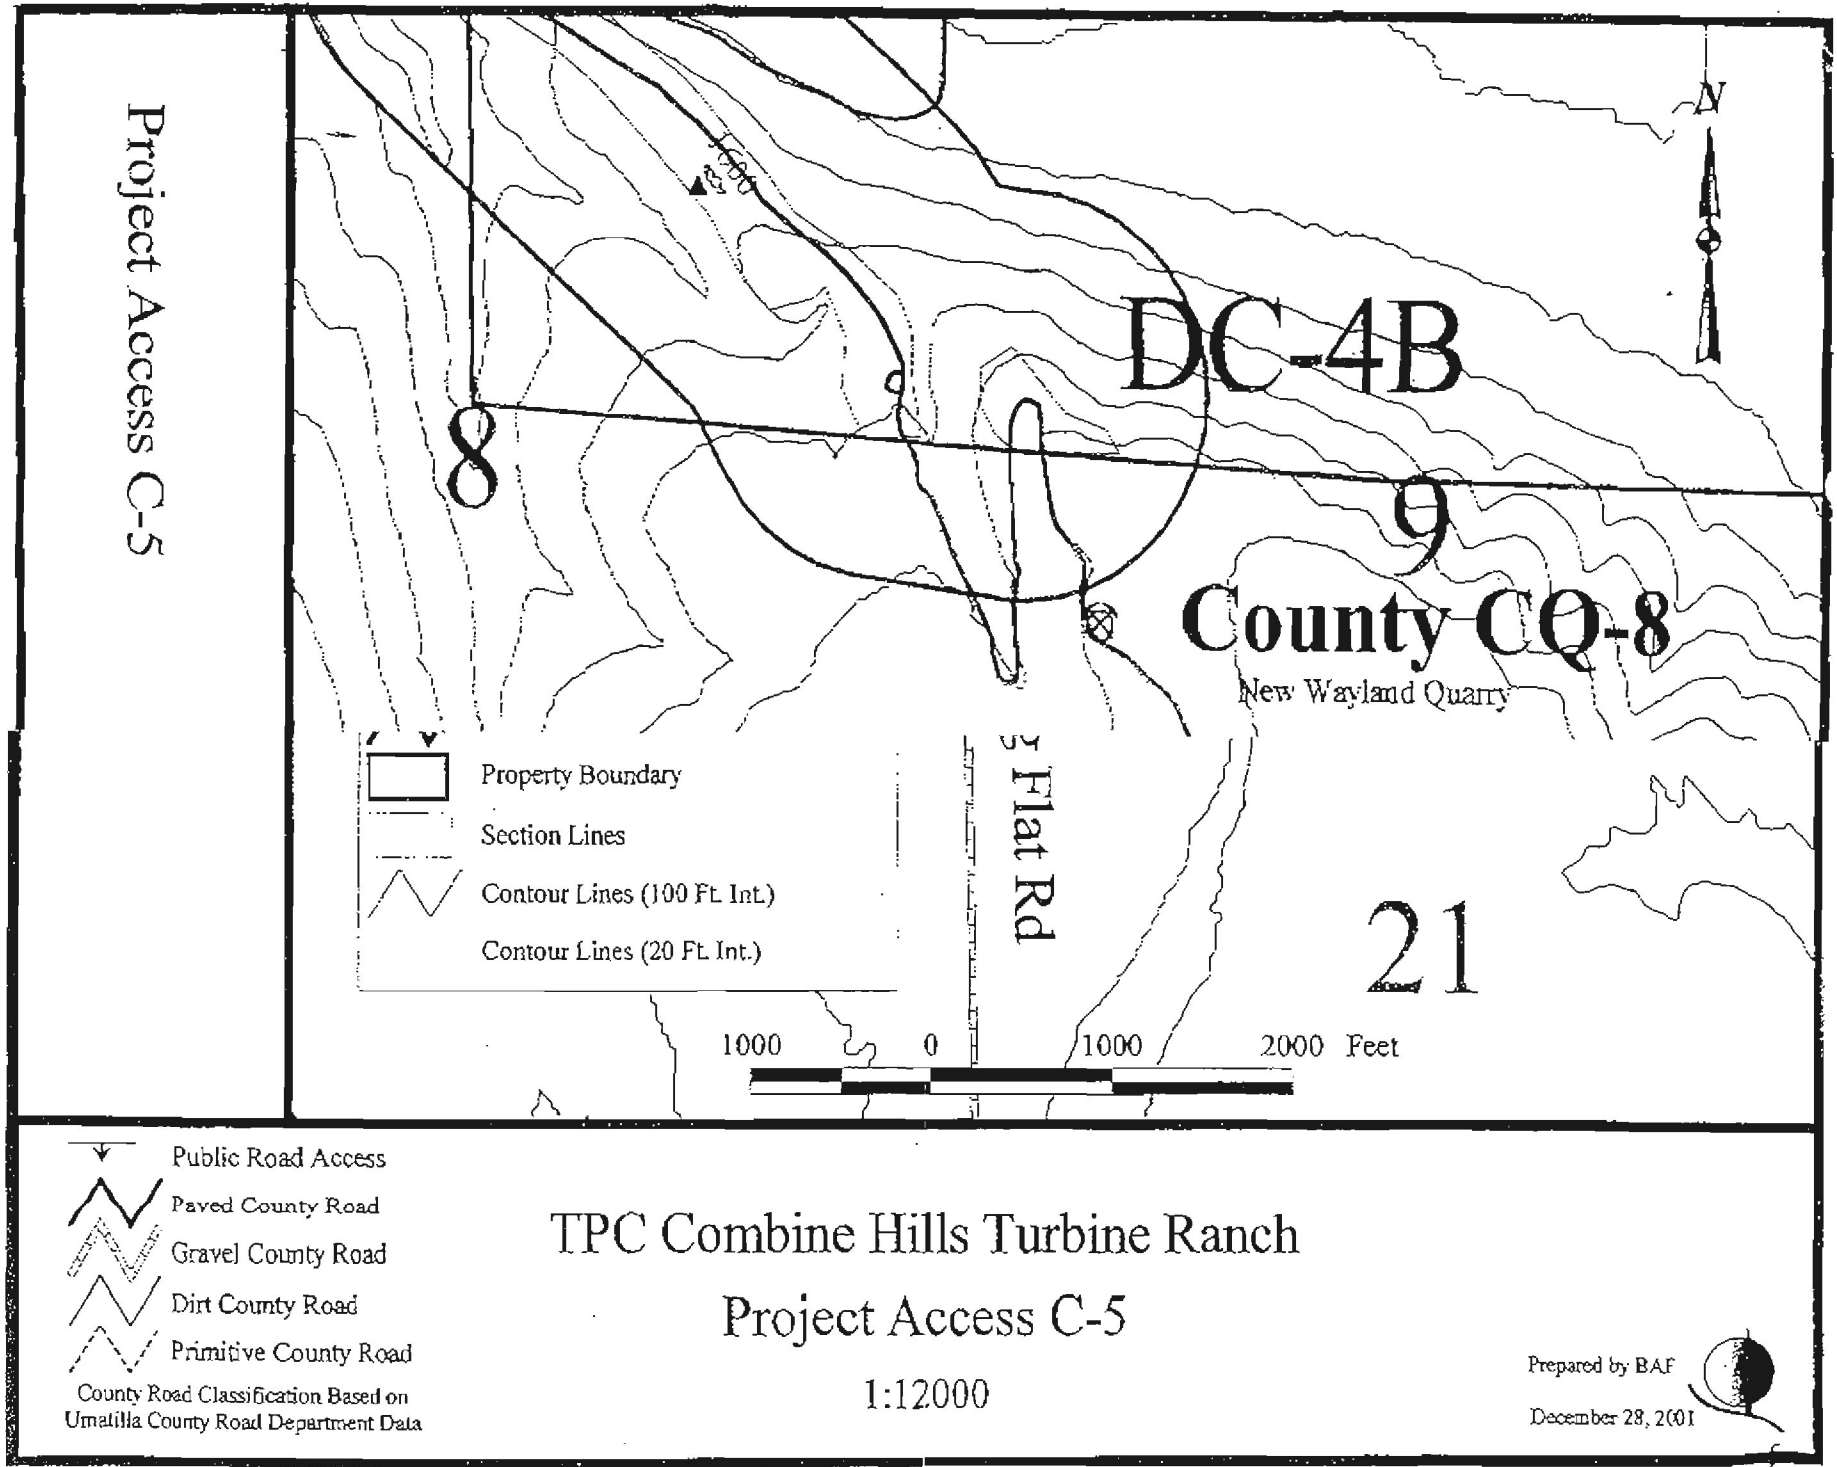 Project Access C-5
N
DC-4B
8
9
County CQ-8
New Wayland Quarry
Property Boundary
Section Lines
Contour Lines (100 Ft. Int.)
Contour Lines (20 Ft. Int.)
g Flat Rd
21
1000 0 1000 2000 Feet
Public Road Access
Paved County Road
Gravel County Road
Dirt County Road
Primitive County Road
County Road Classification Based on
Umatilla County Road Department Data
TPC Combine Hills Turbine Ranch
Project Access C-5
1:12000
Prepared by BAF
December 28, 2001